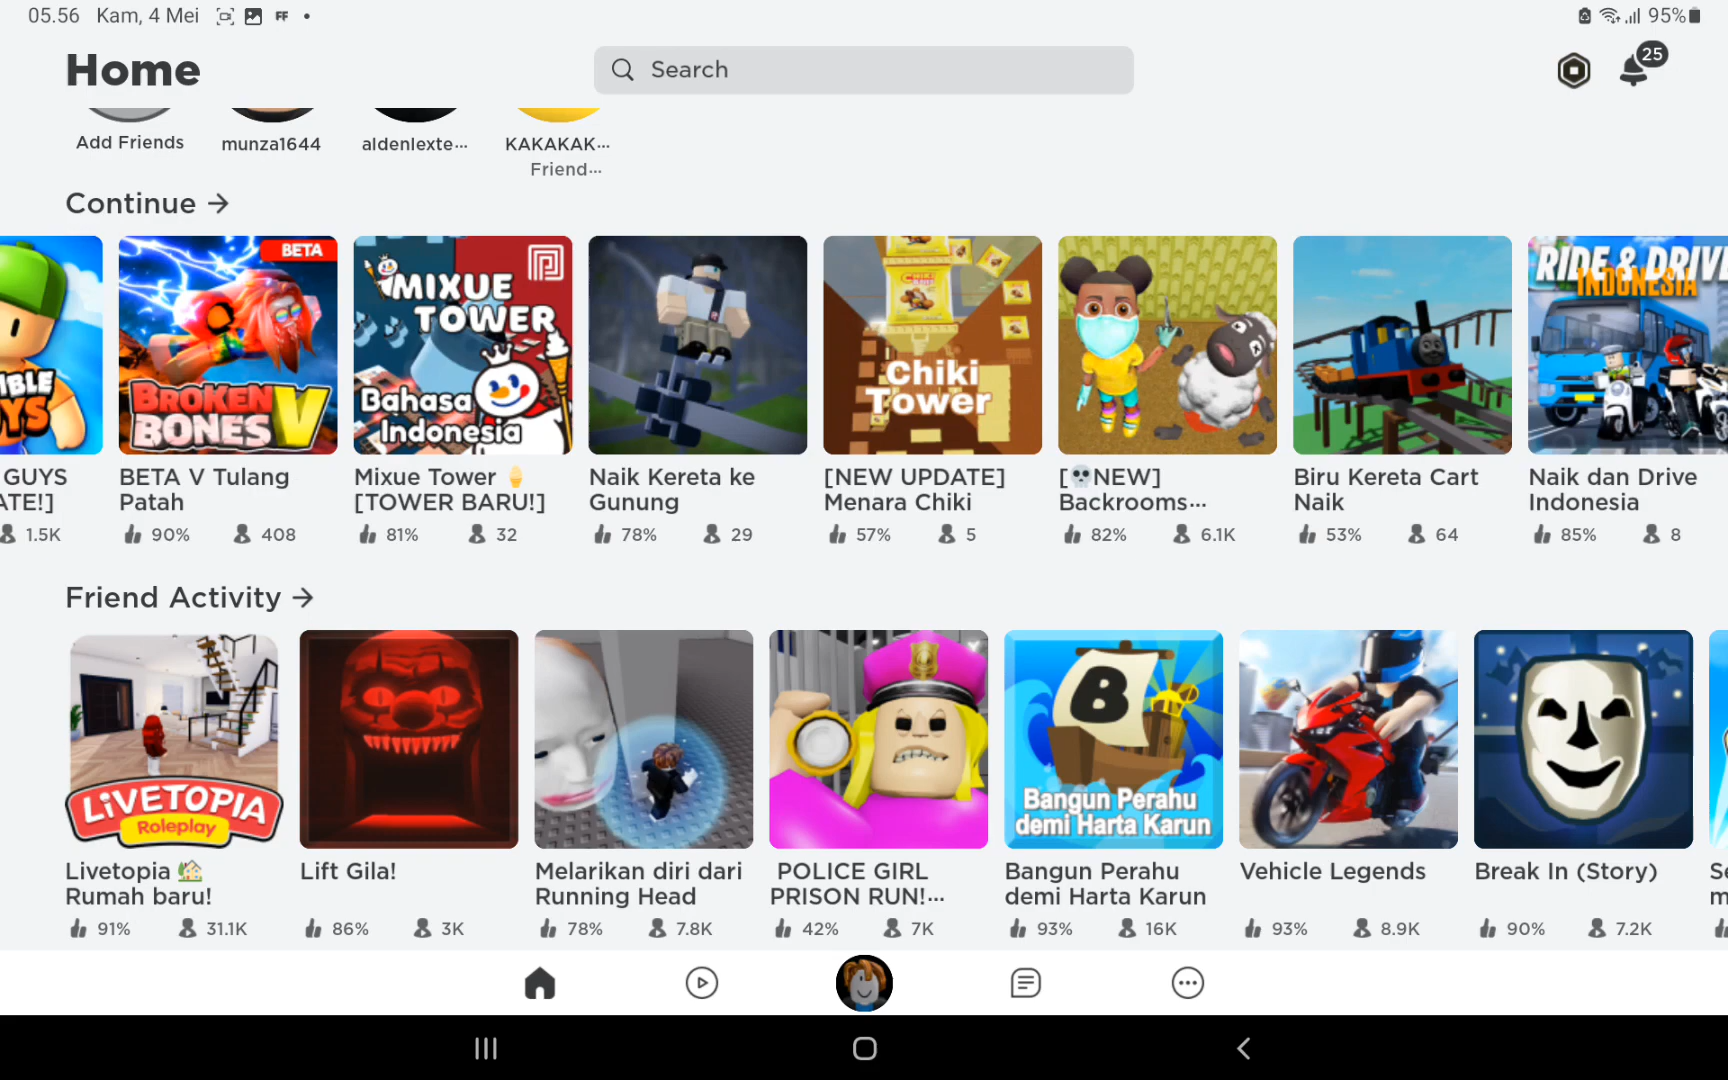 05.56 Kam, 4 Mei FF 95%
Home
Search
25
Add Friends
munza1644
aldenlexte...
KAKAKAK...
Friend...
Continue →
BETA
BROKEN
BONES V
MIXUE
TOWER
Bahasa
Indonesia
CHIKI
Chiki
Tower
RIDE & DRIVE
INDONESIA
GUYS
BETA V Tulang
Patah
90% 408
Mixue Tower 🍦
[TOWER BARU!]
81% 32
Naik Kereta ke
Gunung
78% 29
[NEW UPDATE]
Menara Chiki
57% 5
[💀NEW]
Backrooms...
82% 6.1K
Biru Kereta Cart
Naik
53% 64
Naik dan Drive
Indonesia
85% 8
ATE!]
1.5K
Friend Activity →
LIVETOPIA
Roleplay
B
Bangun Perahu
demi Harta Karun
Livetopia 🏡
Rumah baru!
91% 31.1K
Lift Gila!
86% 3K
Melarikan diri dari
Running Head
78% 7.8K
POLICE GIRL
PRISON RUN!...
42% 7K
Bangun Perahu
demi Harta Karun
93% 16K
Vehicle Legends
93% 8.9K
Break In (Story)
90% 7.2K